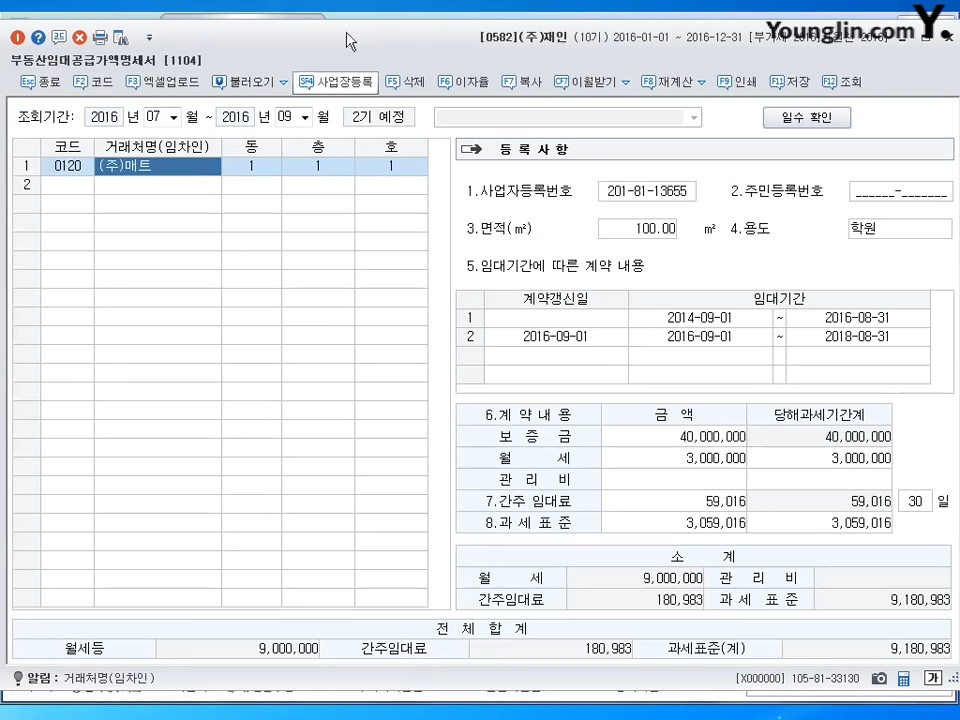 Younglin.com Y.
[0582](주)재인 (10기) 2016-01-01 ~ 2016-12-31
부동산임대공급가액명세서 [1104]
Esc 종료 F2 코드 F3 엑셀업로드 불러오기 SF4 사업장등록 F5 삭제 F6 이자율 F7 복사 CF7 이월받기 F8 재계산 F9 인쇄 F11 저장 F12 조회
조회기간: 2016 년 07 월 ~ 2016 년 09 월 2기 예정 일수 확인
코드 거래처명(임차인) 동 층 호
1 0120 (주)매트 1 1 1
2
등 록 사 항
1.사업자등록번호 201-81-13655 2.주민등록번호 ______-_______
3.면적(㎡) 100.00 ㎡ 4.용도 학원
5.임대기간에 따른 계약 내용
계약갱신일 임대기간
1 2014-09-01 ~ 2016-08-31
2 2016-09-01 2016-09-01 ~ 2018-08-31
6.계 약 내 용 금 액 당해과세기간계
보 증 금 40,000,000 40,000,000
월 세 3,000,000 3,000,000
관 리 비
7.간주 임대료 59,016 59,016 30 일
8.과 세 표 준 3,059,016 3,059,016
소 계
월 세 9,000,000 관 리 비
간주임대료 180,983 과 세 표 준 9,180,983
전 체 합 계
월세등 9,000,000 간주임대료 180,983 과세표준(계) 9,180,983
알림 : 거래처명(임차인) [X000000] 105-81-33130 가